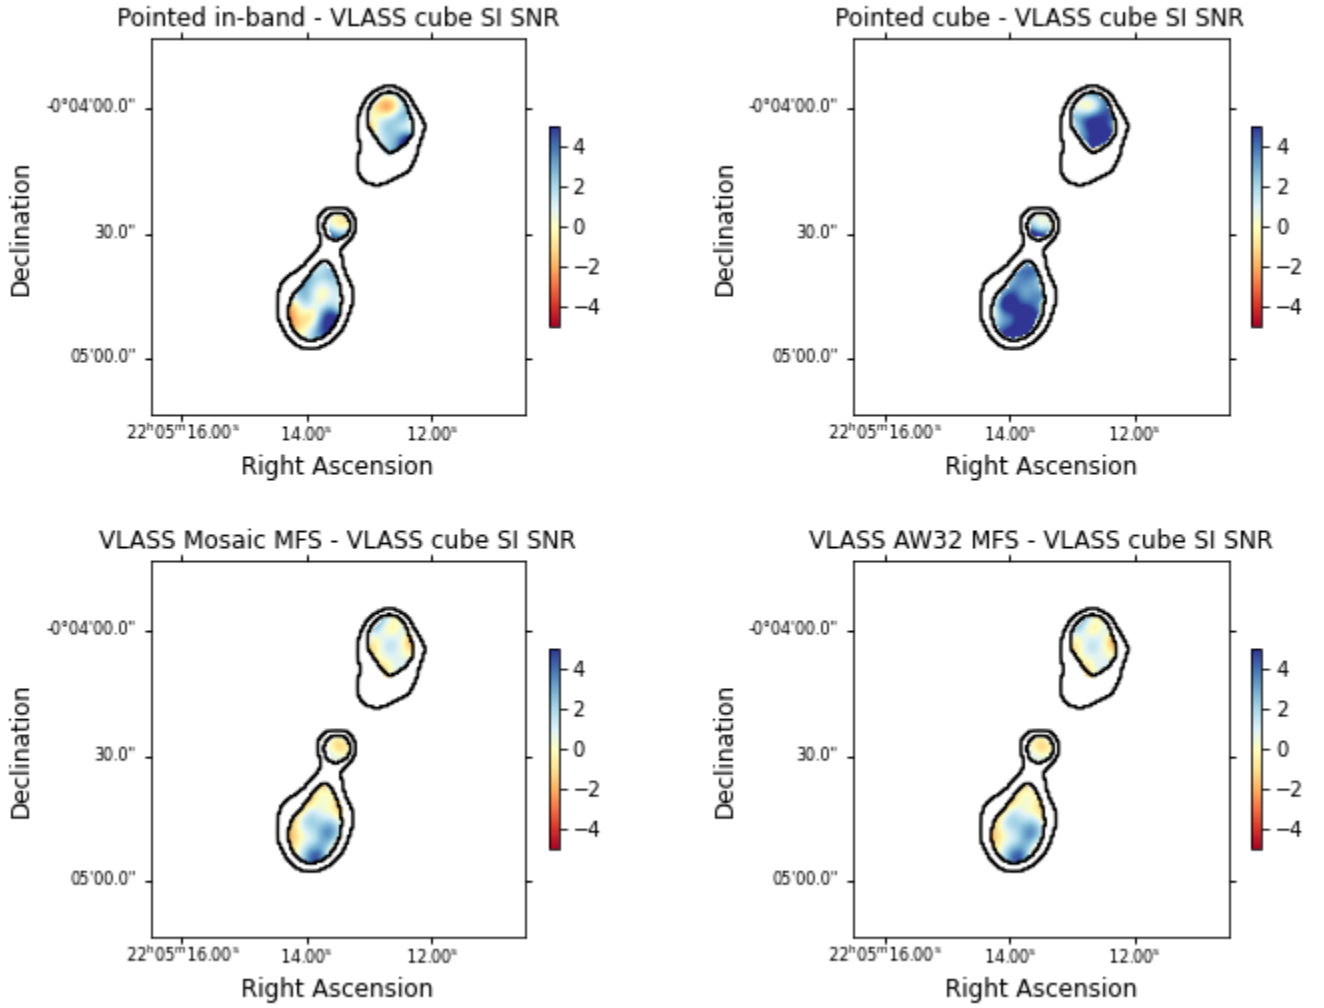 Pointed in-band - VLASS cube SI SNR
-0°04'00.0"
30.0"
05'00.0"
Declination
22ʰ05ᵐ16.00ˢ 14.00ˢ 12.00ˢ
Right Ascension
4
2
0
−2
−4
Pointed cube - VLASS cube SI SNR
-0°04'00.0"
30.0"
05'00.0"
Declination
22ʰ05ᵐ16.00ˢ 14.00ˢ 12.00ˢ
Right Ascension
4
2
0
−2
−4
VLASS Mosaic MFS - VLASS cube SI SNR
-0°04'00.0"
30.0"
05'00.0"
Declination
22ʰ05ᵐ16.00ˢ 14.00ˢ 12.00ˢ
Right Ascension
4
2
0
−2
−4
VLASS AW32 MFS - VLASS cube SI SNR
-0°04'00.0"
30.0"
05'00.0"
Declination
22ʰ05ᵐ16.00ˢ 14.00ˢ 12.00ˢ
Right Ascension
4
2
0
−2
−4